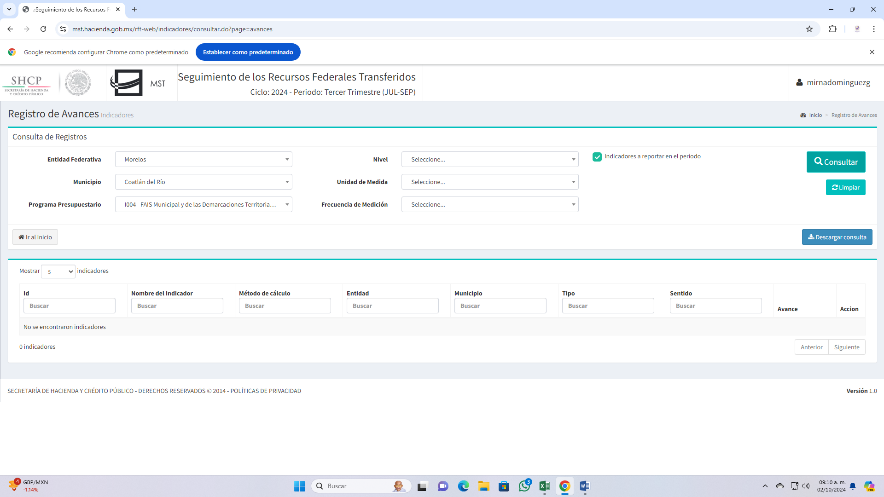 :Seguimiento de los Recursos F
mst.hacienda.gob.mx/cfi-web/indicadores/consultar.do?page=avances
Google recomienda configurar Chrome como predeterminado
Establecer como predeterminado
SHCP
MST
Seguimiento de los Recursos Federales Transferidos
Ciclo: 2024 - Periodo: Tercer Trimestre (JUL-SEP)
mirnadominguezg
Registro de Avances Indicadores
Inicio > Registro de Avances
Consulta de Registros
Entidad Federativa Morelos Nivel Seleccione... Indicadores a reportar en el periodo Consultar
Municipio Coatlán del Río Unidad de Medida Seleccione... Limpiar
Programa Presupuestario I004 - FAIS Municipal y de las Demarcaciones Territoria... Frecuencia de Medición Seleccione...
Ir al inicio Descargar consulta
Mostrar 5 indicadores
Id Nombre del Indicador Método de cálculo Entidad Municipio Tipo Sentido Avance Accion
Buscar Buscar Buscar Buscar Buscar Buscar Buscar
No se encontraron indicadores.
0 indicadores Anterior Siguiente
SECRETARÍA DE HACIENDA Y CRÉDITO PÚBLICO - DERECHOS RESERVADOS © 2014 - POLÍTICAS DE PRIVACIDAD Versión 1.0
GBP/MXN
Buscar
09:10 a. m.
02/10/2024